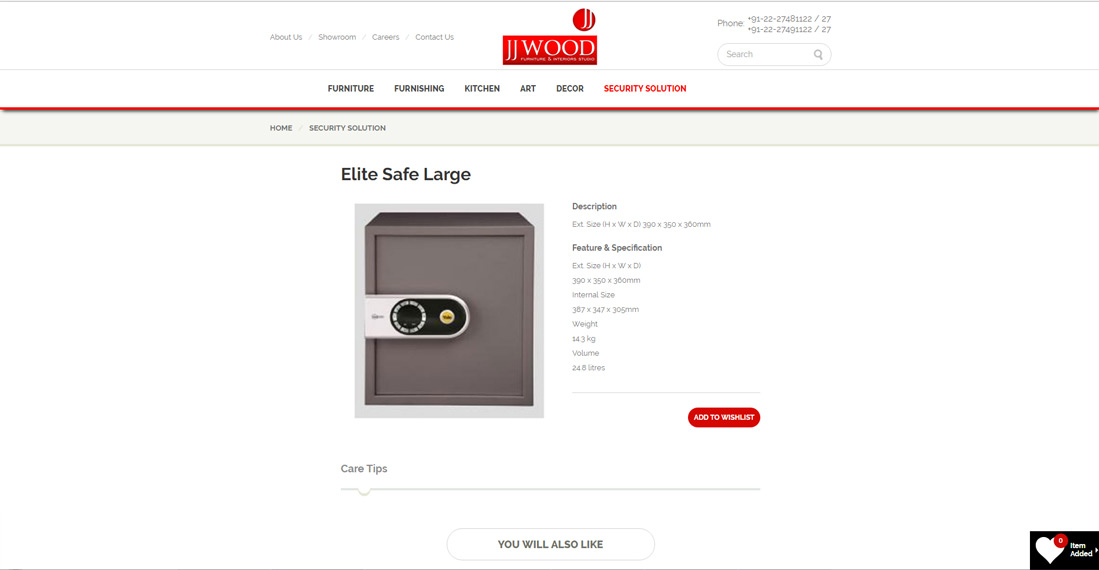 About Us / Showroom / Careers / Contact Us
JJ
JJ WOOD
FURNITURE & INTERIORS STUDIO
Phone: +91-22-27481122 / 27
+91-22-27491122 / 27
Search
FURNITURE FURNISHING KITCHEN ART DECOR SECURITY SOLUTION
HOME / SECURITY SOLUTION
Elite Safe Large
Yale
Description
Ext. Size (H x W x D) 390 x 350 x 360mm
Feature & Specification
Ext. Size (H x W x D)
390 x 350 x 360mm
Internal Size
387 x 347 x 305mm
Weight
14.3 kg
Volume
24.6 litres
ADD TO WISHLIST
Care Tips
YOU WILL ALSO LIKE
0
Item
Added